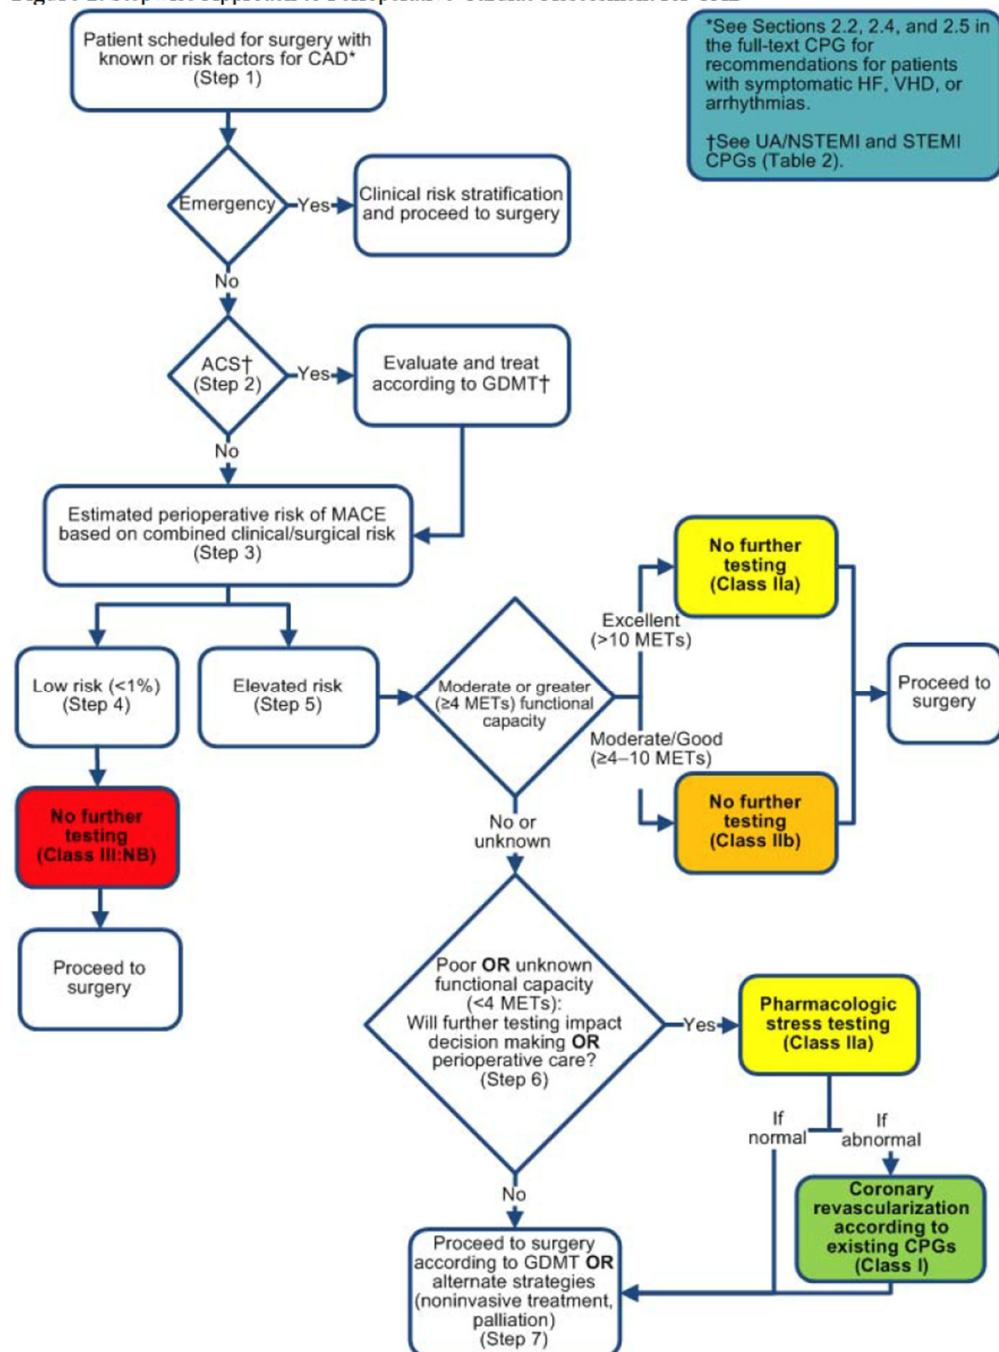 Patient scheduled for surgery with
known or risk factors for CAD*
(Step 1)
*See Sections 2.2, 2.4, and 2.5 in
the full-text CPG for
recommendations for patients
with symptomatic HF, VHD, or
arrhythmias.
†See UA/NSTEMI and STEMI
CPGs (Table 2).
Emergency
Yes
Clinical risk stratification
and proceed to surgery
No
ACS†
(Step 2)
Yes
Evaluate and treat
according to GDMT†
No
Estimated perioperative risk of MACE
based on combined clinical/surgical risk
(Step 3)
Low risk (<1%)
(Step 4)
No further
testing
(Class III:NB)
Proceed to
surgery
Elevated risk
(Step 5)
Moderate or greater
(≥4 METs) functional
capacity
Excellent
(>10 METs)
No further
testing
(Class IIa)
Moderate/Good
(≥4–10 METs)
No further
testing
(Class IIb)
Proceed to
surgery
No or
unknown
Poor OR unknown
functional capacity
(<4 METs):
Will further testing impact
decision making OR
perioperative care?
(Step 6)
Yes
Pharmacologic
stress testing
(Class IIa)
If
normal
If
abnormal
Coronary
revascularization
according to
existing CPGs
(Class I)
No
Proceed to surgery
according to GDMT OR
alternate strategies
(noninvasive treatment,
palliation)
(Step 7)